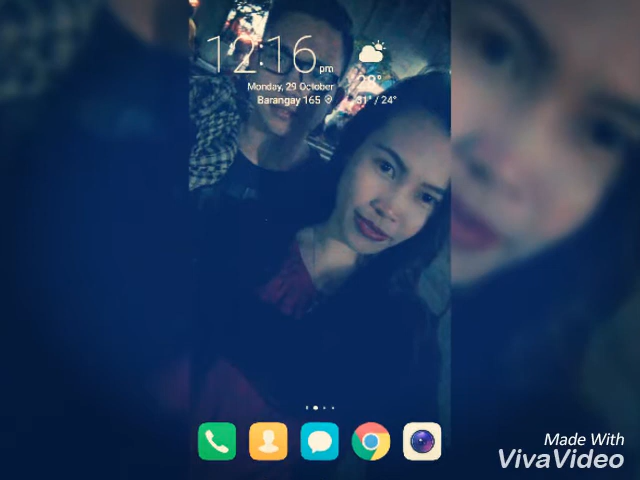 12:16 pm
Monday, 29 October
Barangay 165
31° / 24°
Made With
VivaVideo